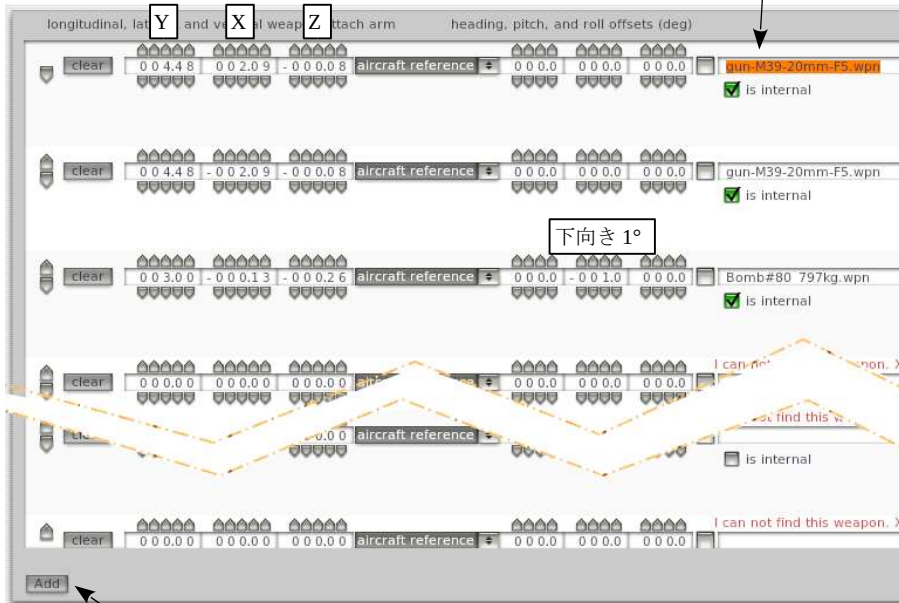 longitudinal, lat Y and ve X al weap Z ttach arm heading, pitch, and roll offsets (deg)
clear 0 0 4.4 8 0 0 2.0 9 - 0 0 0.0 8 aircraft reference 0 0 0.0 0 0 0.0 0 0 0.0 gun-M39-20mm-F5.wpn
is internal
clear 0 0 4.4 8 - 0 0 2.0 9 - 0 0 0.0 8 aircraft reference 0 0 0.0 0 0 0.0 0 0 0.0 gun-M39-20mm-F5.wpn
is internal
下向き 1°
clear 0 0 3.0 0 - 0 0 0.1 3 - 0 0 0.2 6 aircraft reference 0 0 0.0 - 0 0 1.0 0 0 0.0 Bomb#80 797kg.wpn
is internal
I can not find this weapon. X
clear 0 0 0.0 0 0 0 0.0 0 0 0 0.0 0 0 0 0.0 0 0 0.0 0 0 0.0
is internal
I can not find this weapon. X
clear 0 0 0.0 0 0 0 0.0 0 0 0 0.0 0 aircraft reference 0 0 0.0 0 0 0.0 0 0 0.0
Add